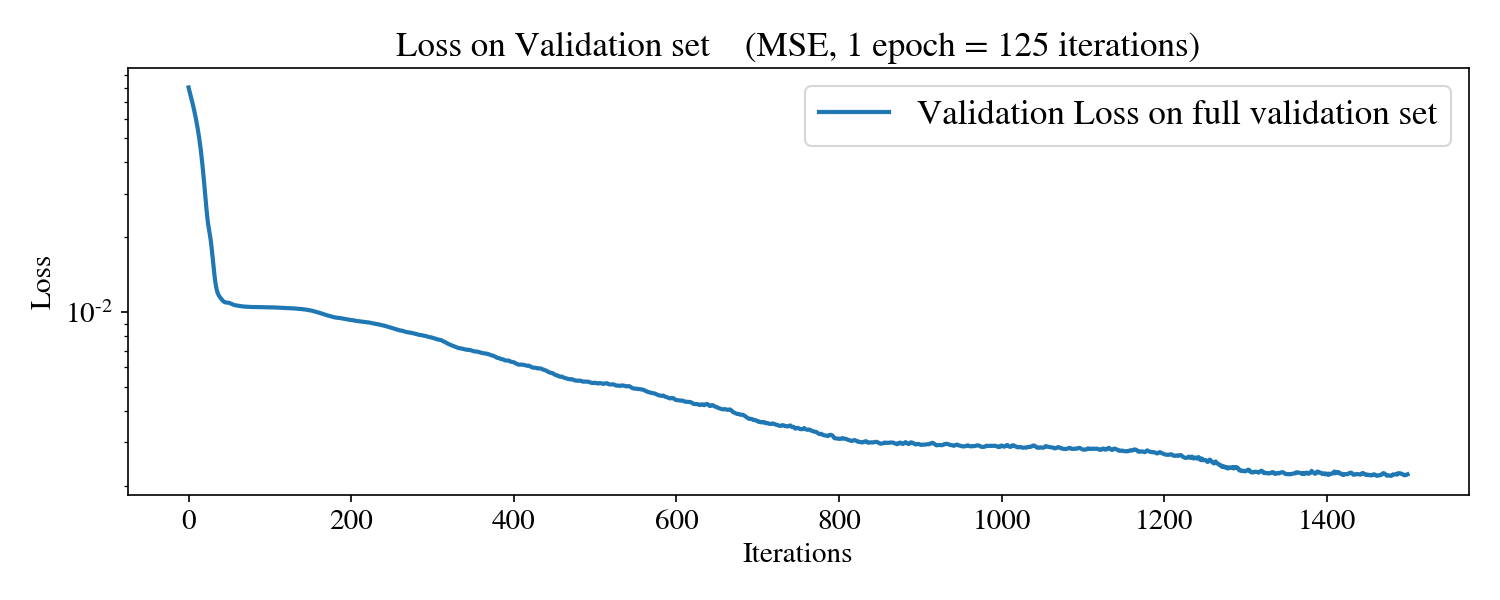 Loss on Validation set (MSE, 1 epoch = 125 iterations)
Validation Loss on full validation set
Loss
10⁻²
0 200 400 600 800 1000 1200 1400
Iterations